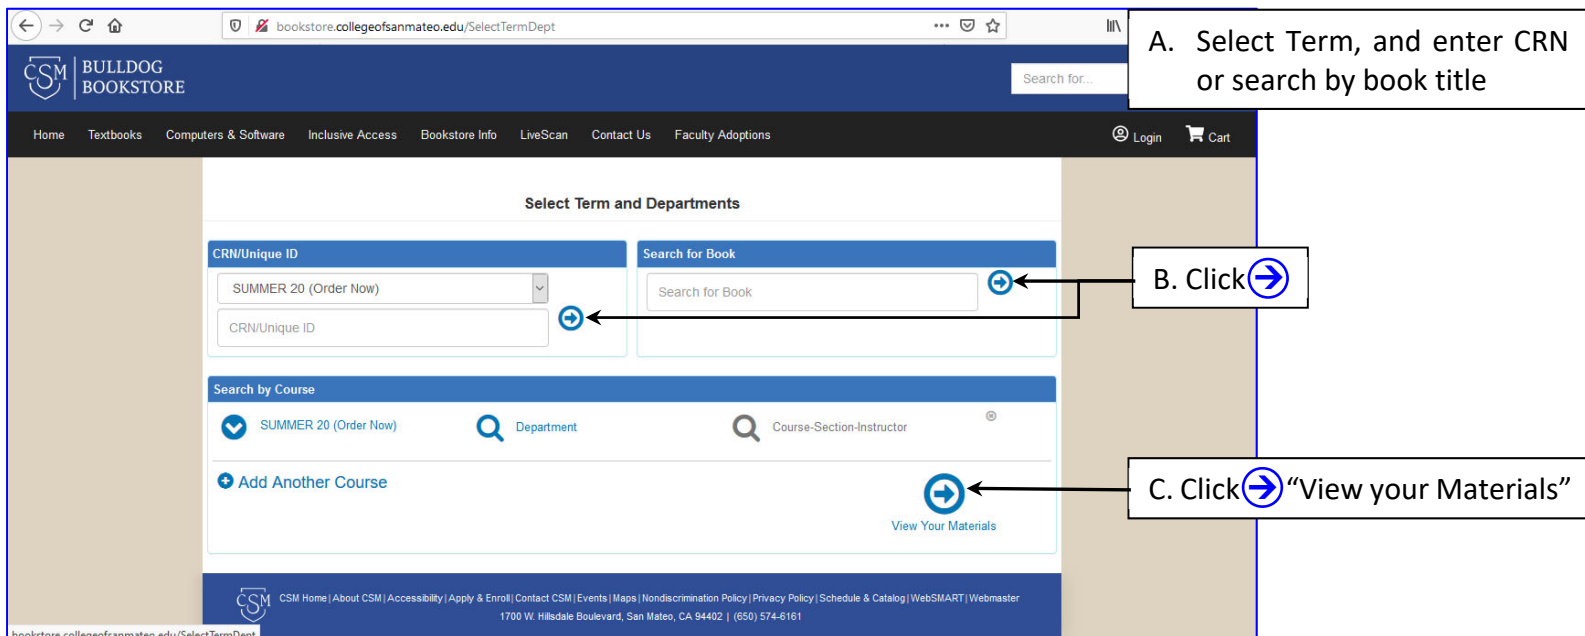 bookstore.collegeofsanmateo.edu/SelectTermDept
A. Select Term, and enter CRN
or search by book title
CSM
BULLDOG
BOOKSTORE
Search for...
Home Textbooks Computers & Software Inclusive Access Bookstore Info LiveScan Contact Us Faculty Adoptions Login Cart
Select Term and Departments
CRN/Unique ID
Search for Book
SUMMER 20 (Order Now)
Search for Book
CRN/Unique ID
B. Click
Search by Course
SUMMER 20 (Order Now) Department Course-Section-Instructor
Add Another Course
View Your Materials
C. Click “View your Materials”
CSM
CSM Home|About CSM|Accessibility|Apply & Enroll|Contact CSM|Events|Maps|Nondiscrimination Policy|Privacy Policy|Schedule & Catalog|WebSMART|Webmaster
1700 W. Hillsdale Boulevard, San Mateo, CA 94402 | (650) 574-6161
bookstore.collegeofsanmateo.edu/SelectTermDept